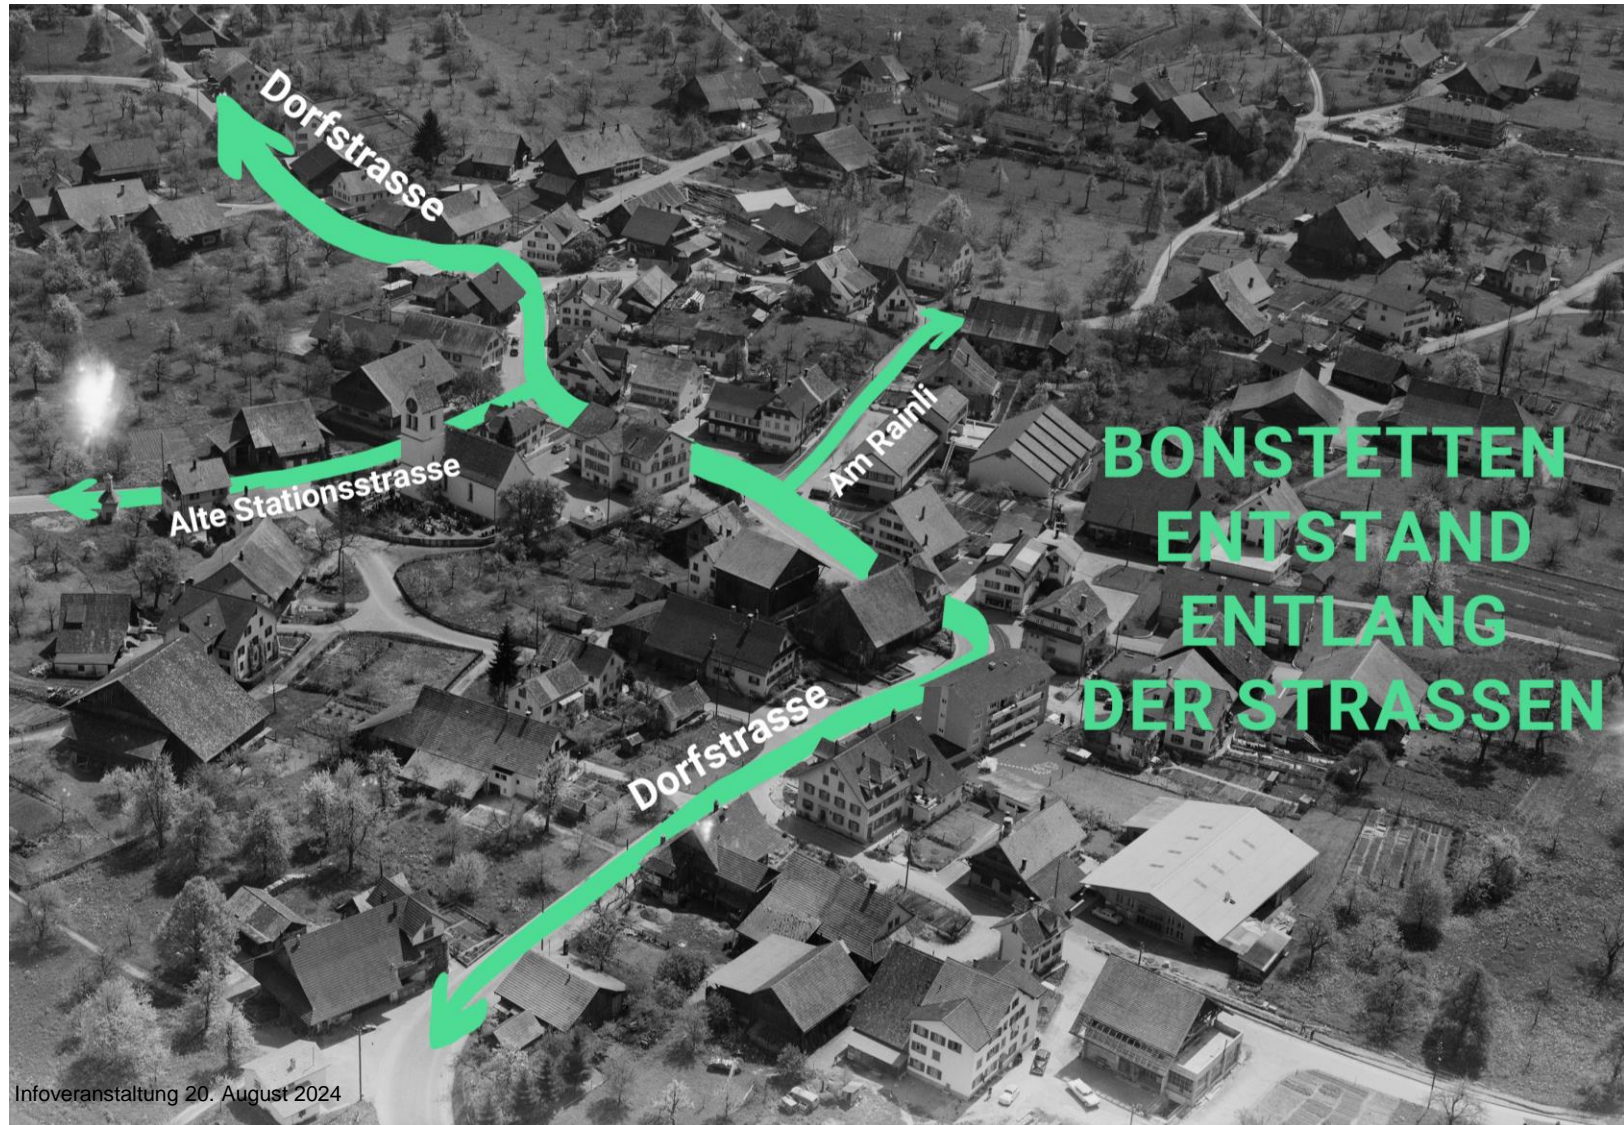 Dorfstrasse
Am Rainli
BONSTETTEN
ENTSTAND
ENTLANG
DER STRASSEN
Alte Stationsstrasse
Dorfstrasse
Infoveranstaltung 20. August 2024